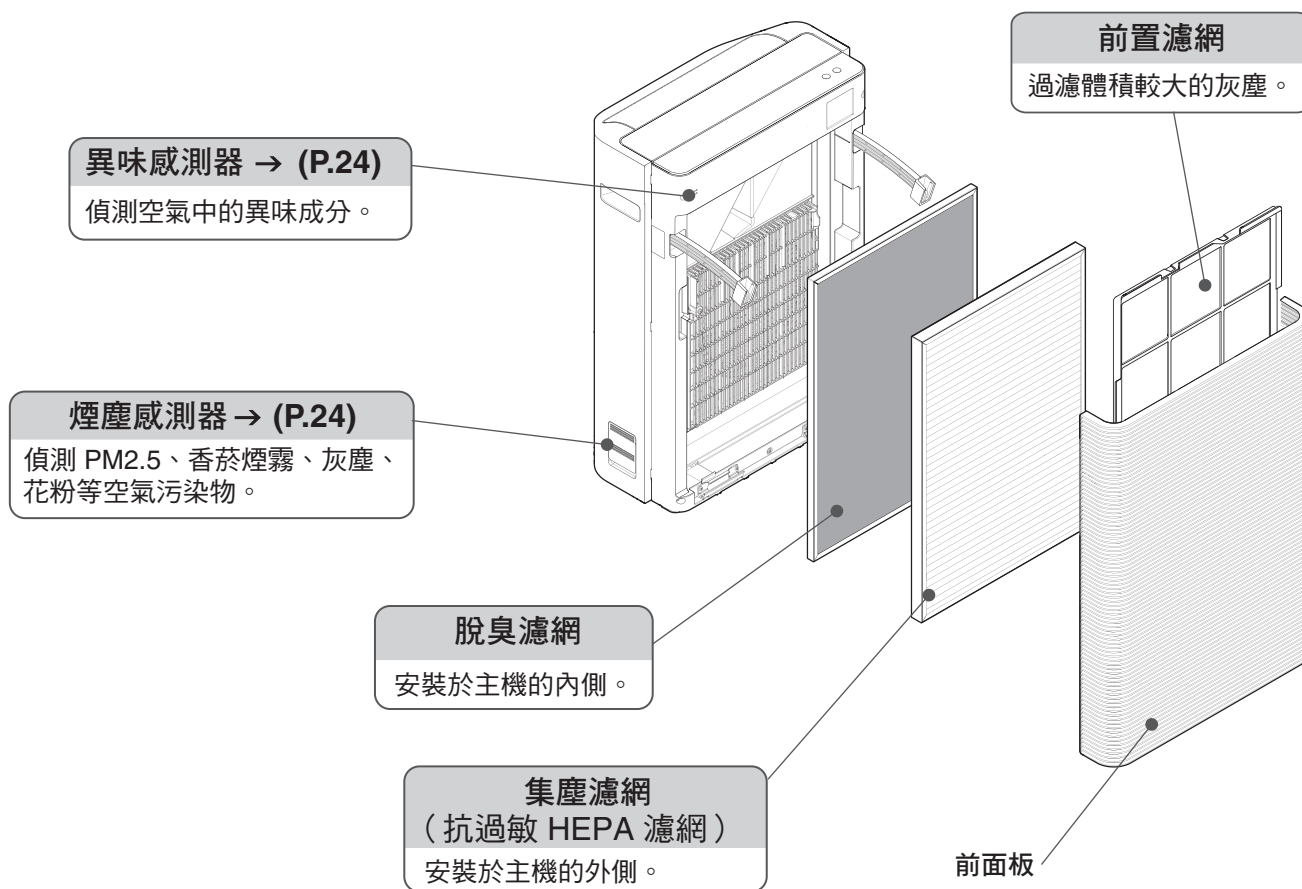 前置濾網
過濾體積較大的灰塵。
異味感測器 → (P.24)
偵測空氣中的異味成分。
煙塵感測器 → (P.24)
偵測 PM2.5、香菸煙霧、灰塵、
花粉等空氣污染物。
脫臭濾網
安裝於主機的內側。
集塵濾網
（抗過敏 HEPA 濾網）
安裝於主機的外側。
前面板